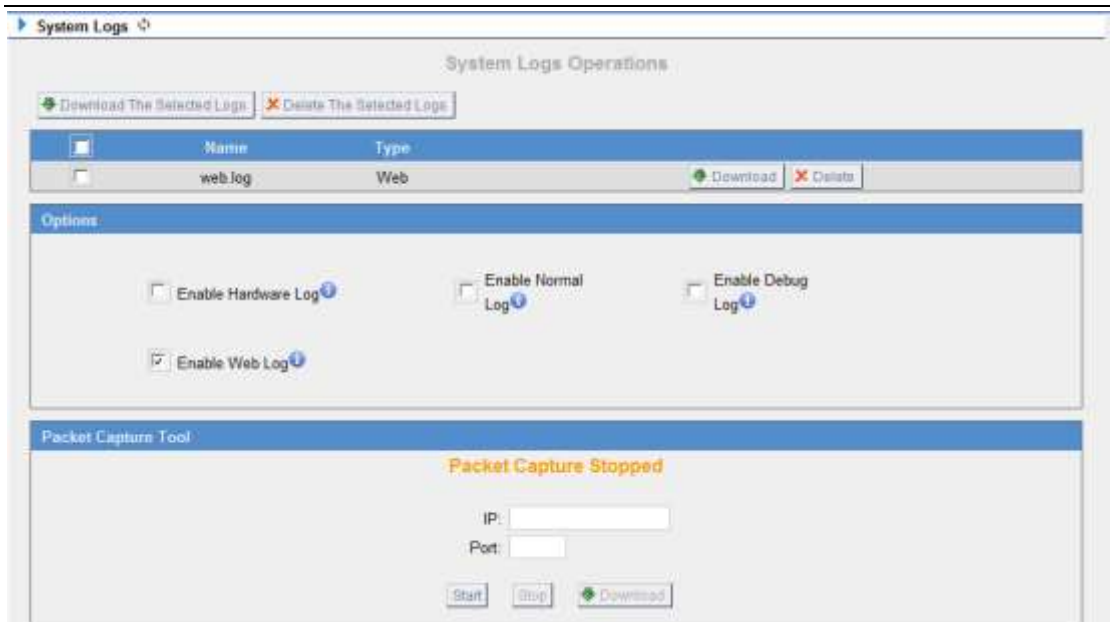 System Logs
System Logs Operations
Download The Selected Logs Delete The Selected Logs
Name Type
web.log Web Download Delete
Options
Enable Hardware Log
Enable Normal Log
Enable Debug Log
Enable Web Log
Packet Capture Tool
Packet Capture Stopped
IP:
Port:
Start Stop Download